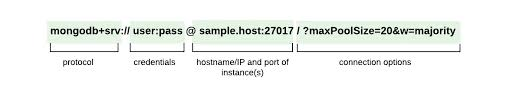 mongodb+srv:// user:pass @ sample.host:27017 / ?maxPoolSize=20&w=majority
protocol
credentials
hostname/IP and port of
instance(s)
connection options